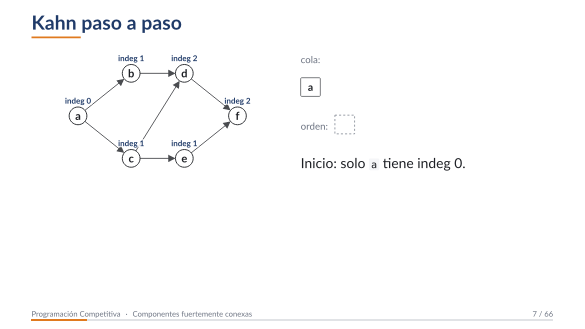 Kahn paso a paso
indeg 1
indeg 2
b
d
indeg 0
indeg 2
a
f
indeg 1
indeg 1
c
e
cola:
a
orden:
Inicio: solo a tiene indeg 0.
Programación Competitiva · Componentes fuertemente conexas
7 / 66